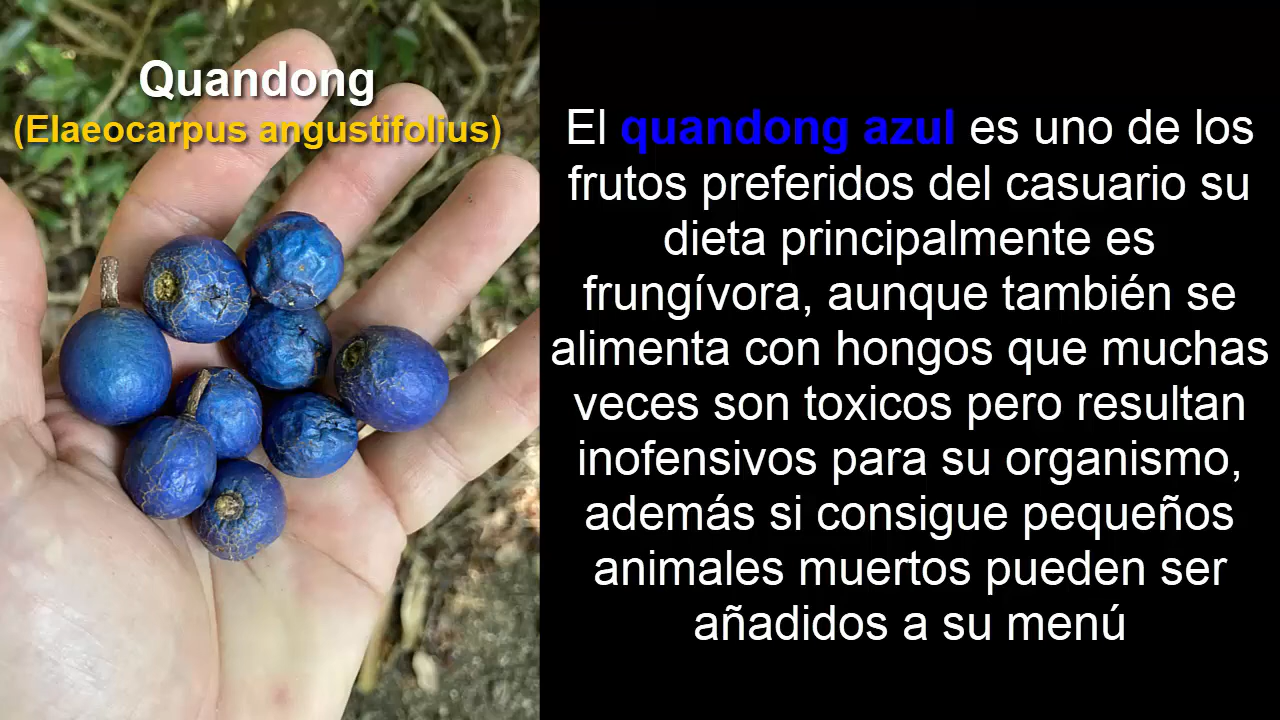 Quandong
(Elaeocarpus angustifolius)
El quandong azul es uno de los
frutos preferidos del casuario su
dieta principalmente es
frungívora, aunque también se
alimenta con hongos que muchas
veces son toxicos pero resultan
inofensivos para su organismo,
además si consigue pequeños
animales muertos pueden ser
añadidos a su menú